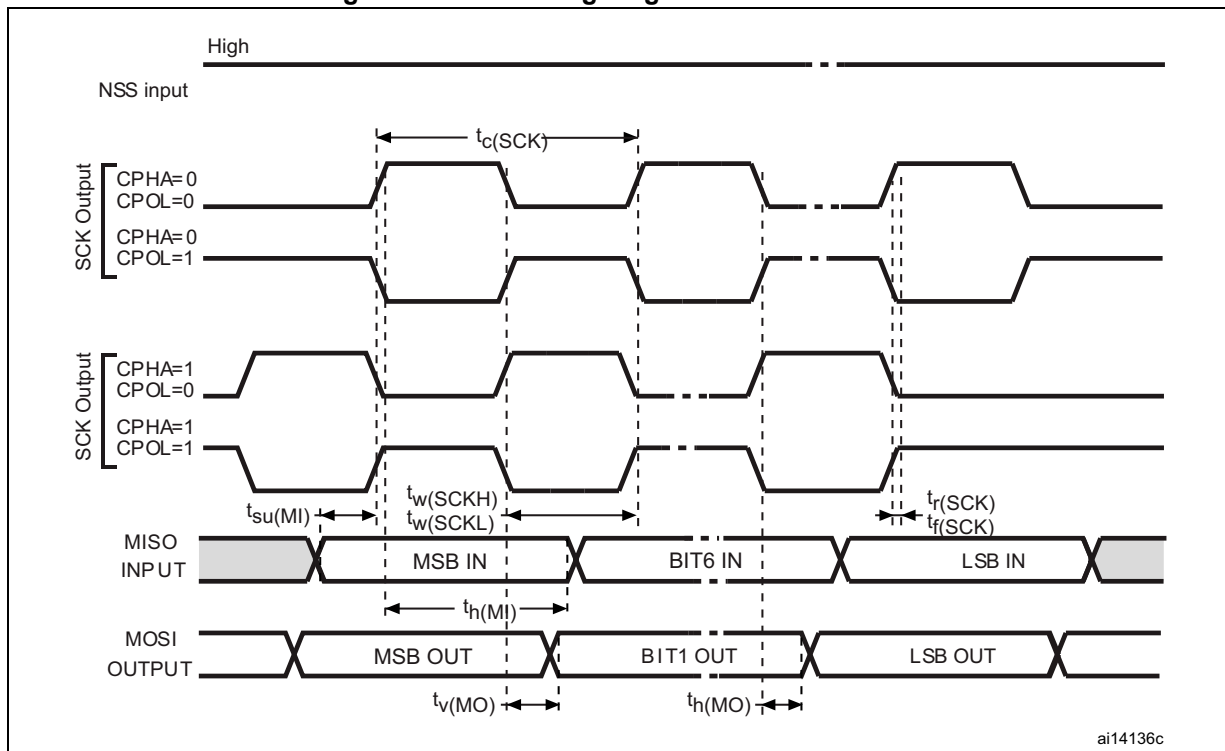 High
NSS input
tc(SCK)
SCK Output
CPHA=0
CPOL=0
CPHA=0
CPOL=1
SCK Output
CPHA=1
CPOL=0
CPHA=1
CPOL=1
tsu(MI)
tw(SCKH)
tw(SCKL)
tr(SCK)
tf(SCK)
MISO
INPUT
MSB IN
BIT6 IN
LSB IN
th(MI)
MOSI
OUTPUT
MSB OUT
BIT1 OUT
LSB OUT
tv(MO)
th(MO)
ai14136c